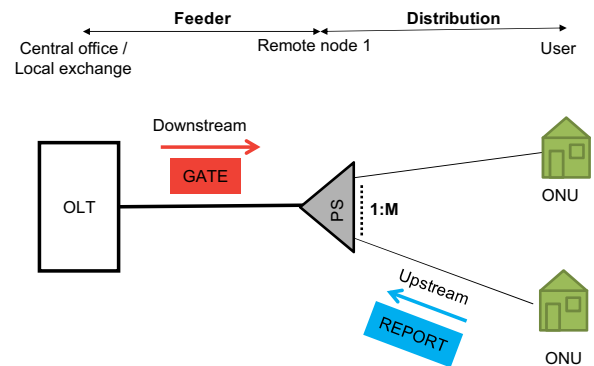 Feeder
Distribution
Central office /
Local exchange
Remote node 1
User
Downstream
GATE
OLT
PS
1:M
ONU
Upstream
REPORT
ONU